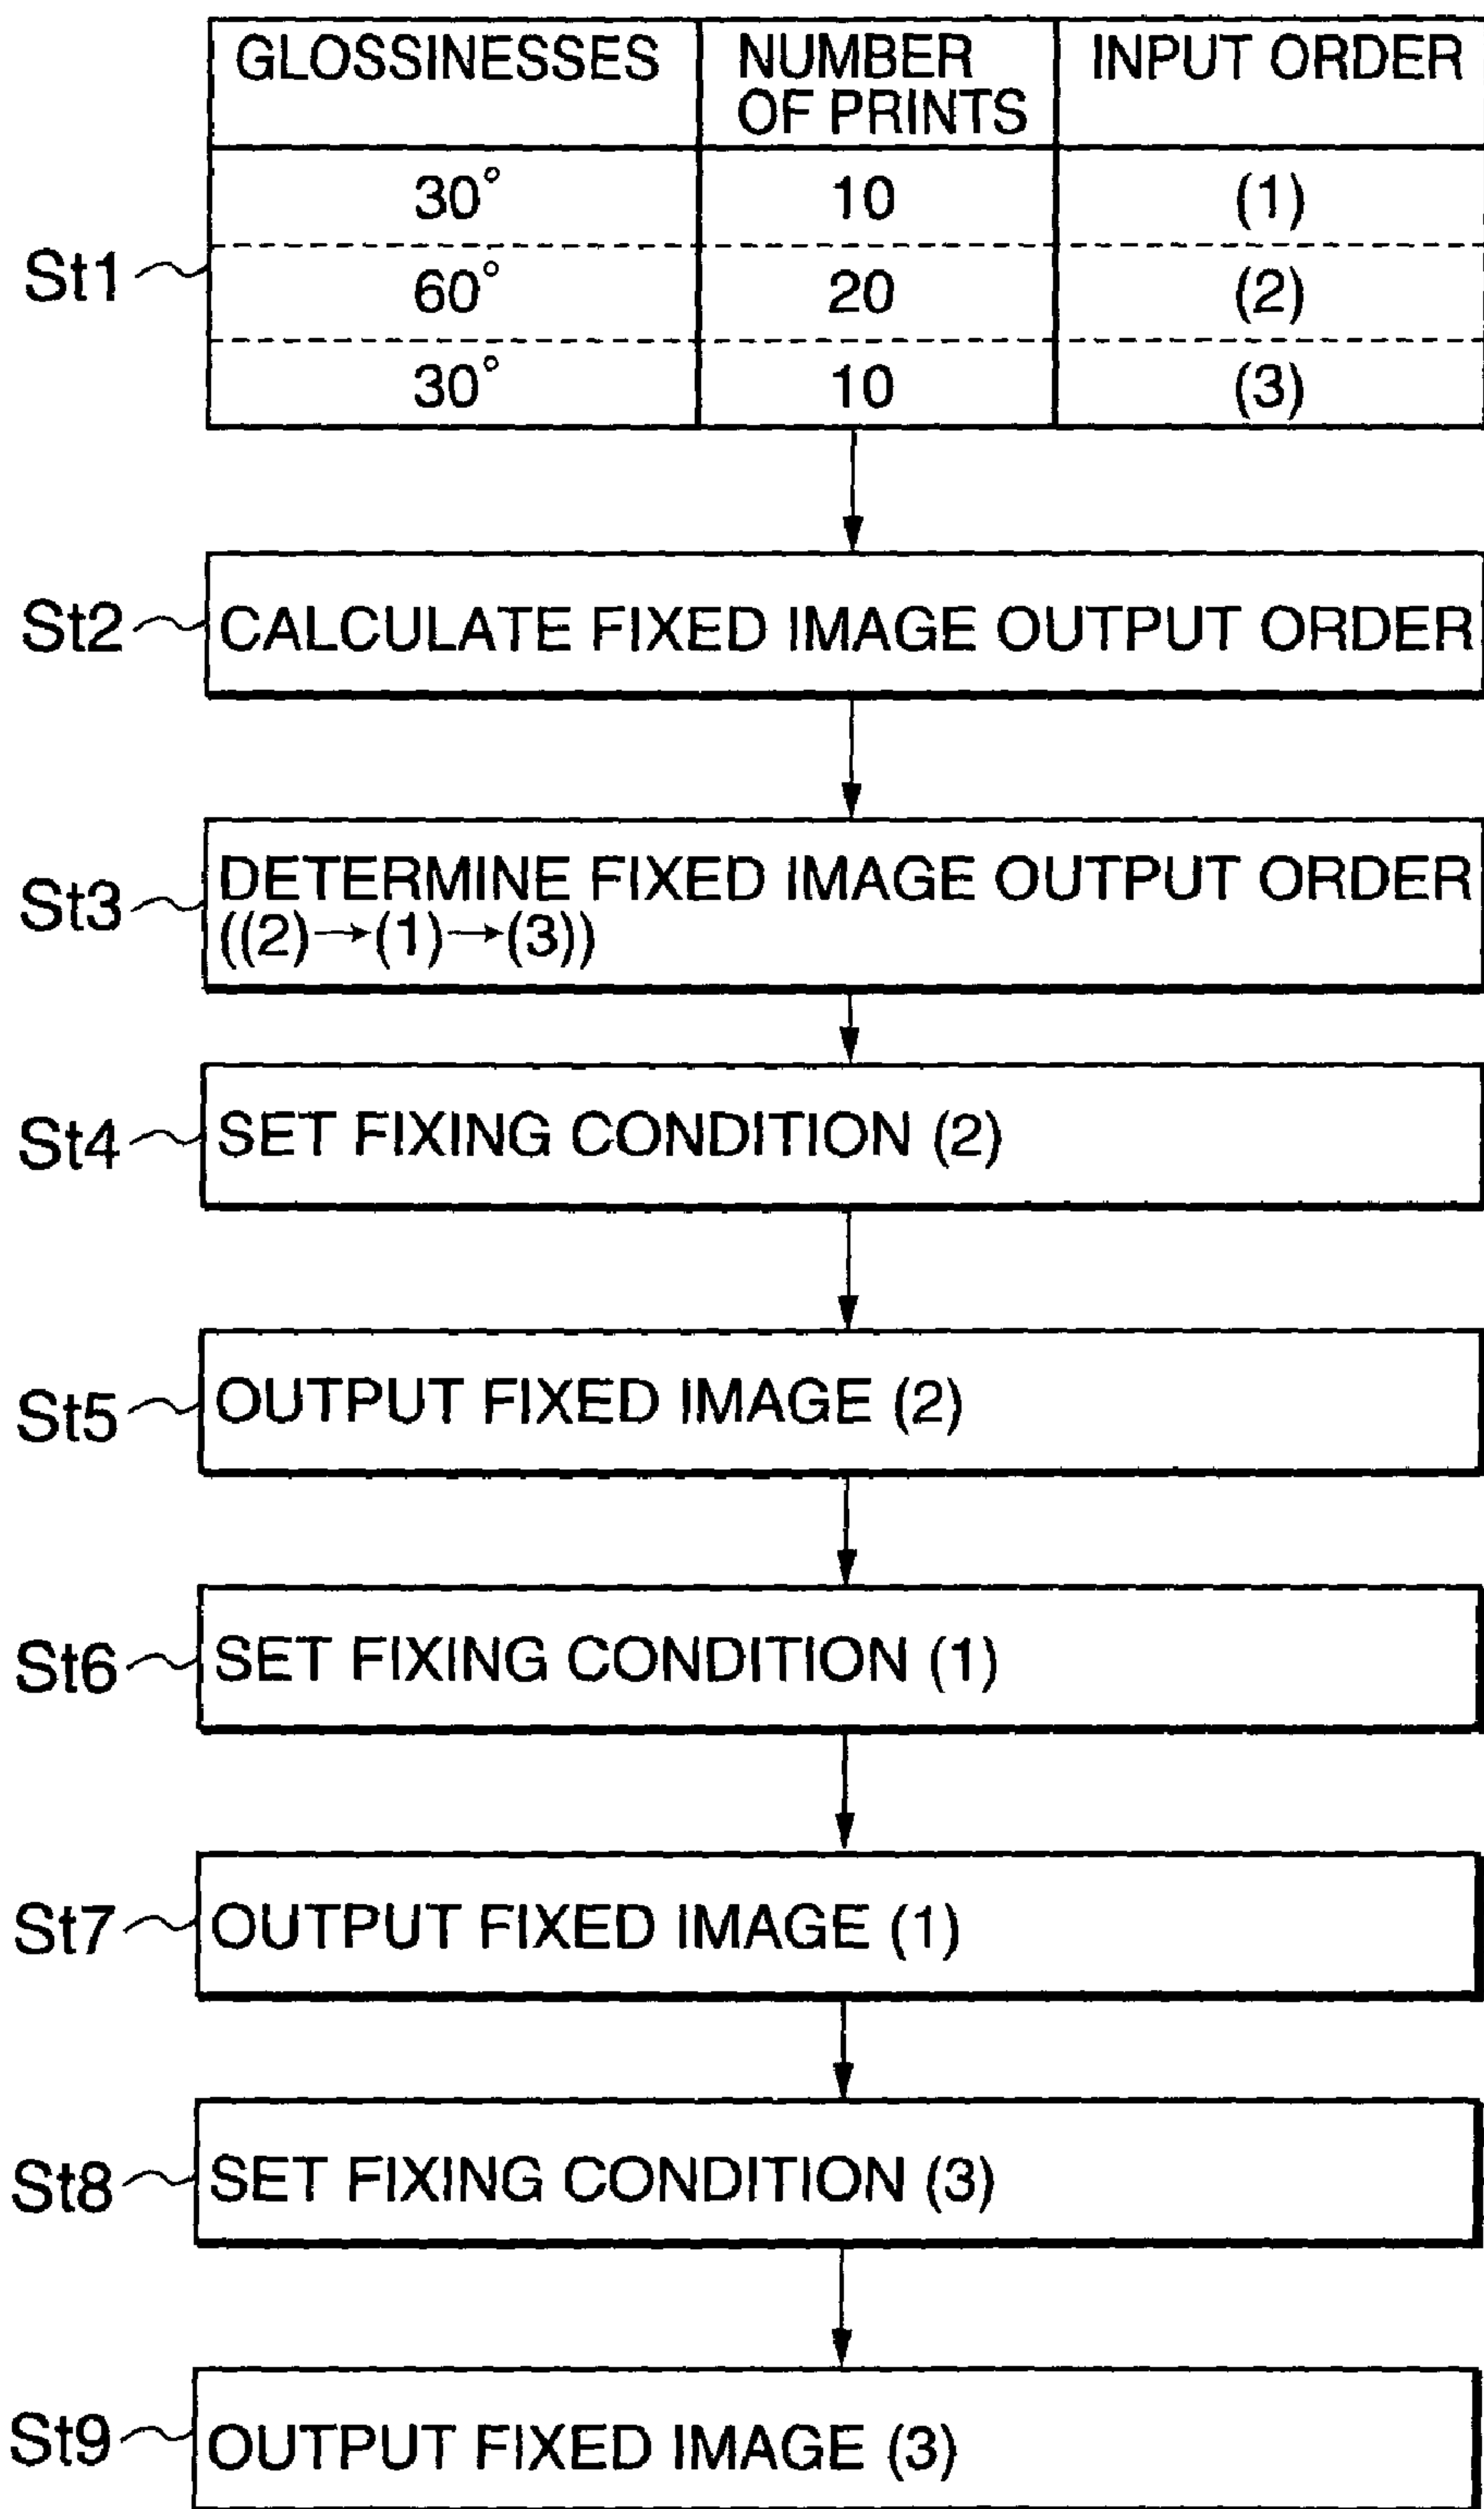 GLOSSINESSES NUMBER OF PRINTS INPUT ORDER
30° 10 (1)
St1 60° 20 (2)
30° 10 (3)
St2 CALCULATE FIXED IMAGE OUTPUT ORDER
St3 DETERMINE FIXED IMAGE OUTPUT ORDER
((2)→(1)→(3))
St4 SET FIXING CONDITION (2)
St5 OUTPUT FIXED IMAGE (2)
St6 SET FIXING CONDITION (1)
St7 OUTPUT FIXED IMAGE (1)
St8 SET FIXING CONDITION (3)
St9 OUTPUT FIXED IMAGE (3)